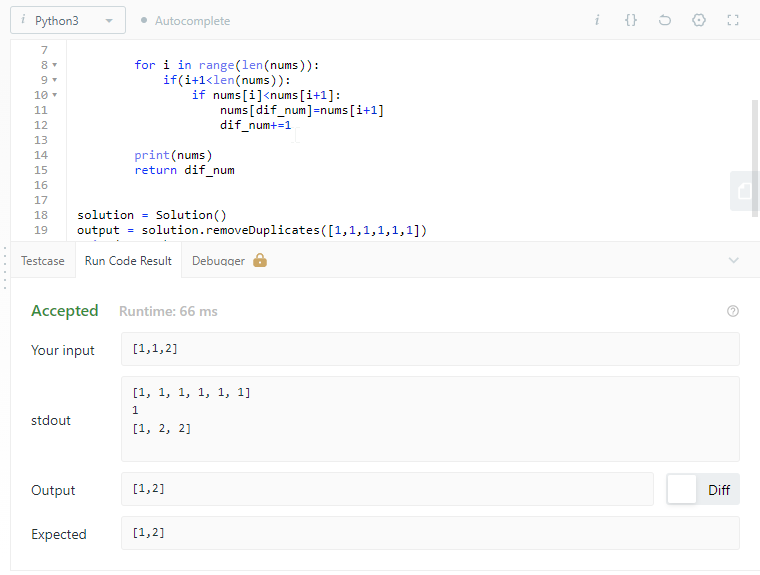 i Python3
Autocomplete
i {}
7
8 for i in range(len(nums)):
9 if(i+1<len(nums)):
10 if nums[i]<nums[i+1]:
11 nums[dif_num]=nums[i+1]
12 dif_num+=1
13
14 print(nums)
15 return dif_num
16
17
18 solution = Solution()
19 output = solution.removeDuplicates([1,1,1,1,1,1])
Testcase Run Code Result Debugger
Accepted Runtime: 66 ms
Your input [1,1,2]
stdout
[1, 1, 1, 1, 1, 1]
1
[1, 2, 2]
Output [1,2] Diff
Expected [1,2]